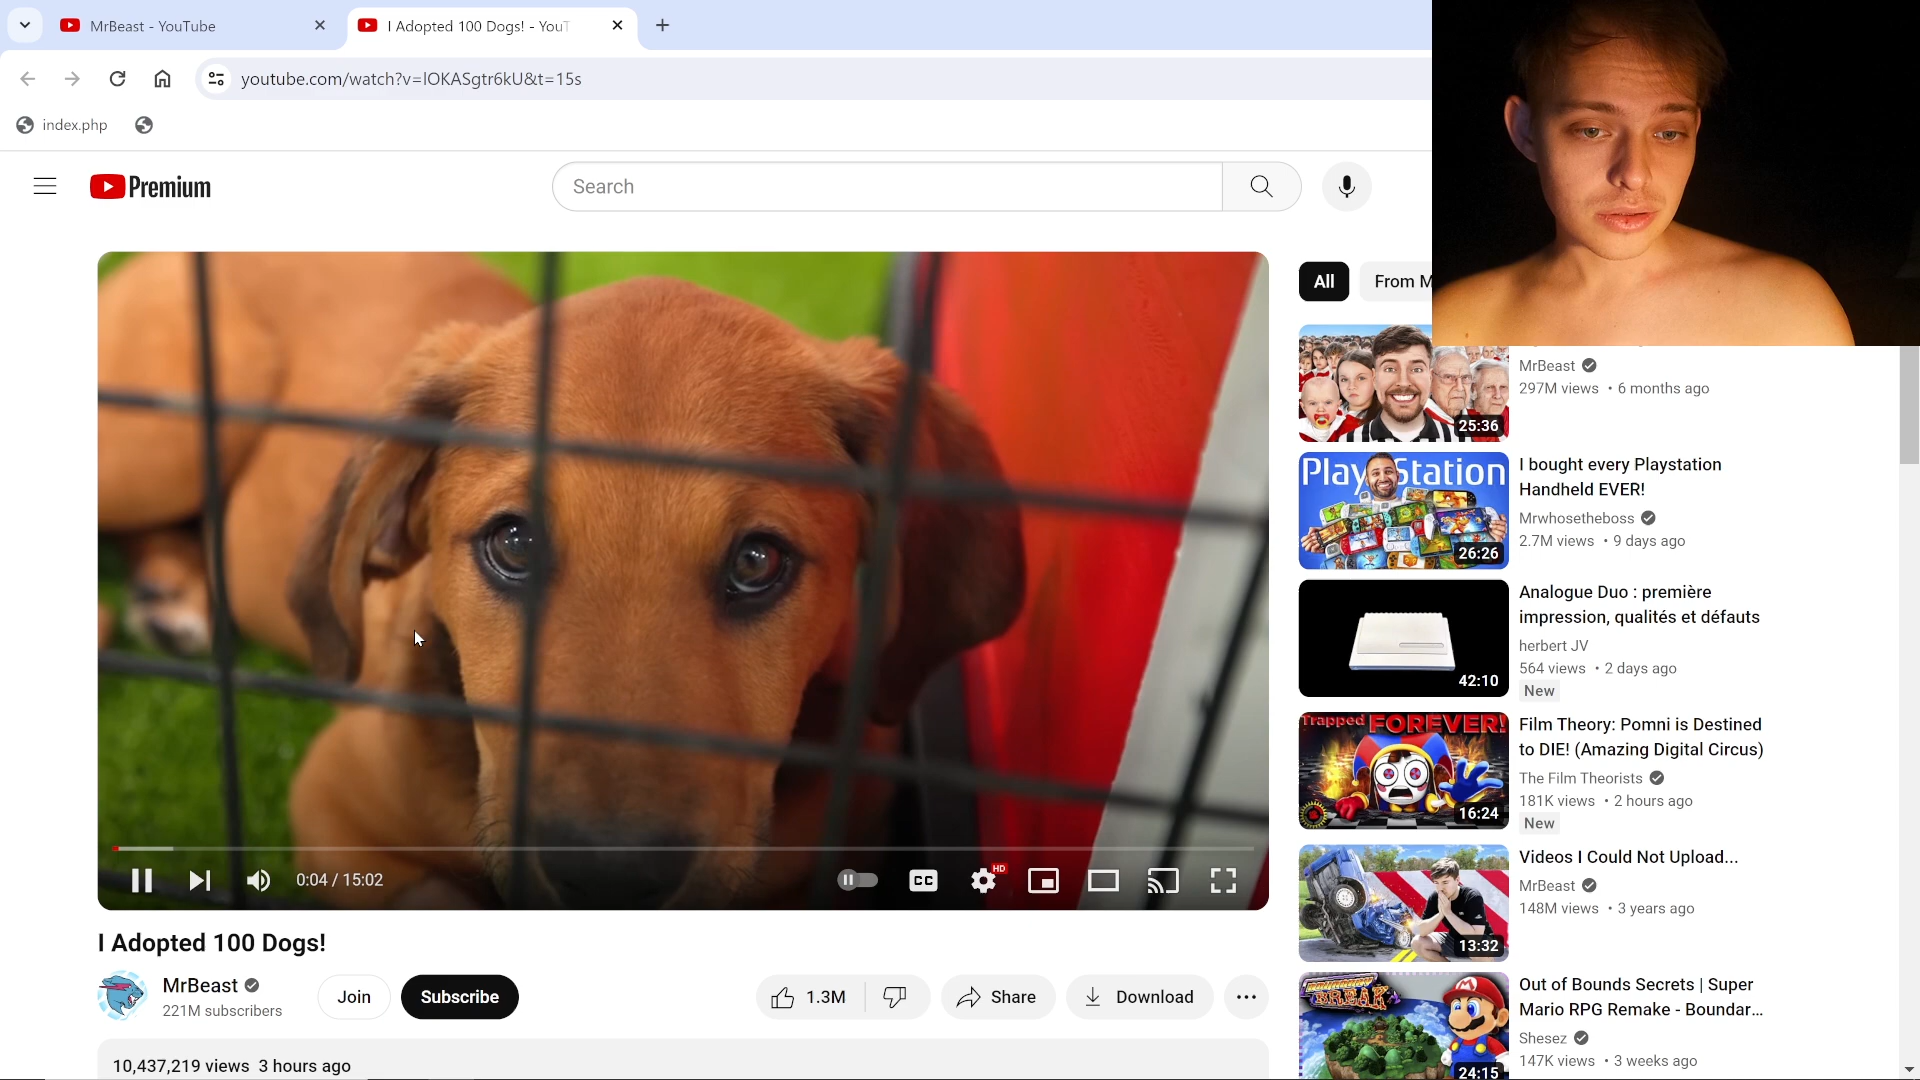 MrBeast - YouTube
I Adopted 100 Dogs! - YouT
youtube.com/watch?v=lOKASgtr6kU&t=15s
index.php
Premium
Search
All
From M
MrBeast
297M views • 6 months ago
25:36
PlayStation
26:26
I bought every Playstation
Handheld EVER!
Mrwhosetheboss
2.7M views • 9 days ago
42:10
Analogue Duo : première
impression, qualités et défauts
herbert JV
564 views • 2 days ago
New
Trapped FOREVER!
16:24
Film Theory: Pomni is Destined
to DIE! (Amazing Digital Circus)
The Film Theorists
181K views • 2 hours ago
New
13:32
Videos I Could Not Upload...
MrBeast
148M views • 3 years ago
BREAK
24:15
Out of Bounds Secrets | Super
Mario RPG Remake - Boundar...
Shesez
147K views • 3 weeks ago
0:04 / 15:02
CC
HD
I Adopted 100 Dogs!
MrBeast
221M subscribers
Join
Subscribe
1.3M
Share
Download
10,437,219 views 3 hours ago